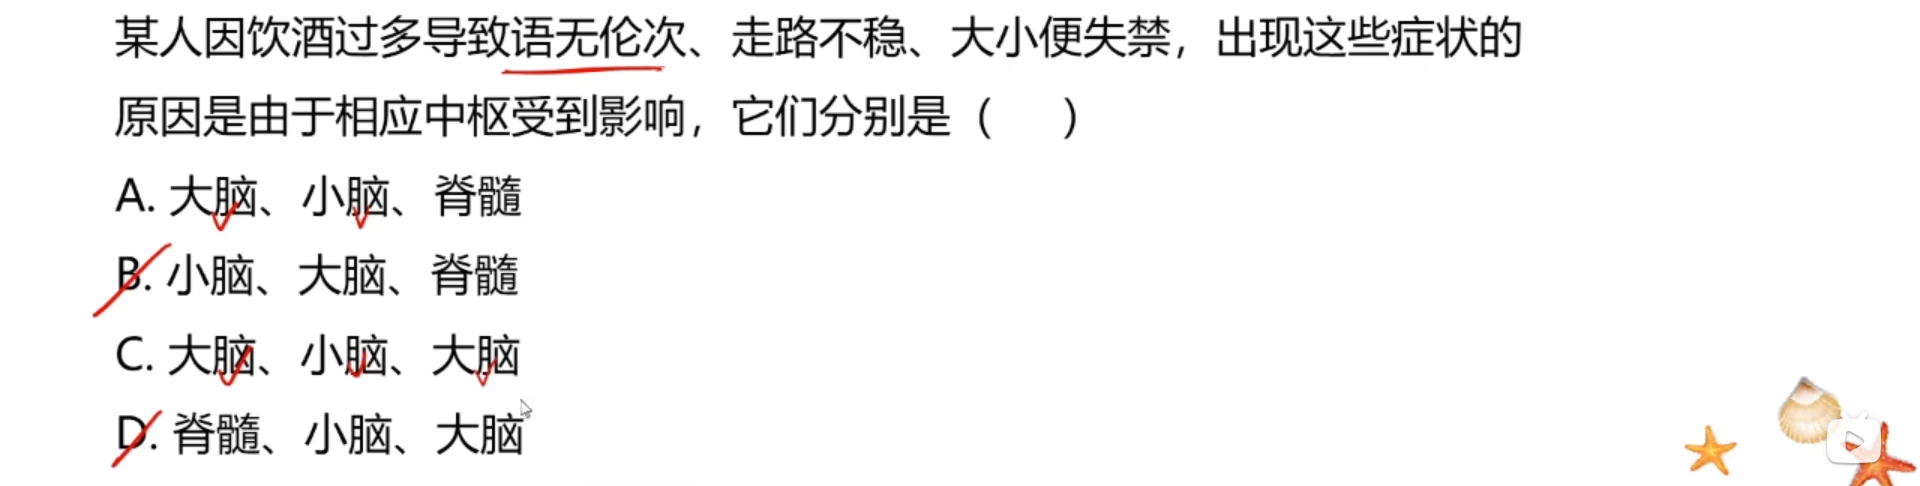 某人因饮酒过多导致语无伦次、走路不稳、大小便失禁，出现这些症状的
原因是由于相应中枢受到影响，它们分别是（　　）
A. 大脑、小脑、脊髓
B. 小脑、大脑、脊髓
C. 大脑、小脑、大脑
D. 脊髓、小脑、大脑